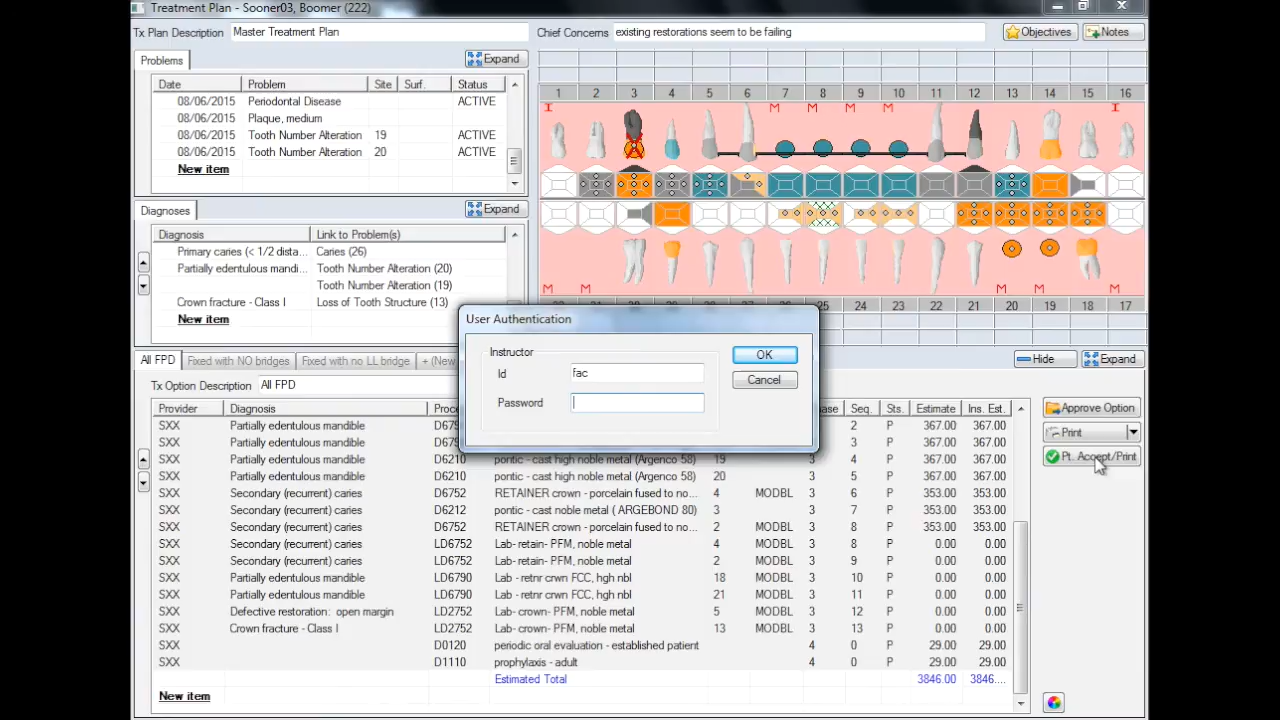 Treatment Plan - Sooner03, Boomer (222)
Tx Plan Description Master Treatment Plan Chief Concerns existing restorations seem to be failing Objectives Notes
Problems Expand
Date Problem Site Surf. Status
08/06/2015 Periodontal Disease ACTIVE
08/06/2015 Plaque, medium
08/06/2015 Tooth Number Alteration 19 ACTIVE
08/06/2015 Tooth Number Alteration 20 ACTIVE
New item
1 2 3 4 5 6 7 8 9 10 11 12 13 14 15 16
I M M M M I
Diagnoses Expand
Diagnosis Link to Problem(s)
Primary caries (< 1/2 dista... Caries (26)
Partially edentulous mandi... Tooth Number Alteration (20)
Tooth Number Alteration (19)
Crown fracture - Class I Loss of Tooth Structure (13)
New item
M M M M M
25 24 23 22 21 20 19 18 17
User Authentication
Instructor
Id fac
Password
OK
Cancel
All FPD Fixed with NO bridges Fixed with no LL bridge + (New Hide Expand
Tx Option Description All FPD
Provider Diagnosis Seq. Sts. Estimate Ins. Est.
SXX Partially edentulous mandible 2 P 367.00 367.00
SXX Partially edentulous mandible 3 P 367.00 367.00
SXX Partially edentulous mandible D6210 pontic - cast high noble metal (Argenco 58) 19 3 4 P 367.00 367.00
SXX Partially edentulous mandible D6210 pontic - cast high noble metal (Argenco 58) 20 3 5 P 367.00 367.00
SXX Secondary (recurrent) caries D6752 RETAINER crown - porcelain fused to no... 4 MODBL 3 6 P 353.00 353.00
SXX Secondary (recurrent) caries D6212 pontic - cast noble metal ( ARGEBOND 80) 3 3 7 P 353.00 353.00
SXX Secondary (recurrent) caries D6752 RETAINER crown - porcelain fused to no... 2 MODBL 3 8 P 353.00 353.00
SXX Secondary (recurrent) caries LD6752 Lab- retain- PFM, noble metal 4 MODBL 3 8 P 0.00 0.00
SXX Secondary (recurrent) caries LD6752 Lab- retain- PFM, noble metal 2 MODBL 3 9 P 0.00 0.00
SXX Partially edentulous mandible LD6790 Lab - retnr crwn FCC, hgh nbl 18 MODBL 3 10 P 0.00 0.00
SXX Partially edentulous mandible LD6790 Lab - retnr crwn FCC, hgh nbl 21 MODBL 3 11 P 0.00 0.00
SXX Defective restoration: open margin LD2752 Lab- crown- PFM, noble metal 5 MODBL 3 12 P 0.00 0.00
SXX Crown fracture - Class I LD2752 Lab- crown- PFM, noble metal 13 MODBL 3 13 P 0.00 0.00
SXX D0120 periodic oral evaluation - established patient 4 0 P 29.00 29.00
SXX D1110 prophylaxis - adult 4 0 P 29.00 29.00
Estimated Total 3846.00 3846....
New item
Approve Option
Print
Pt. Accept/Print